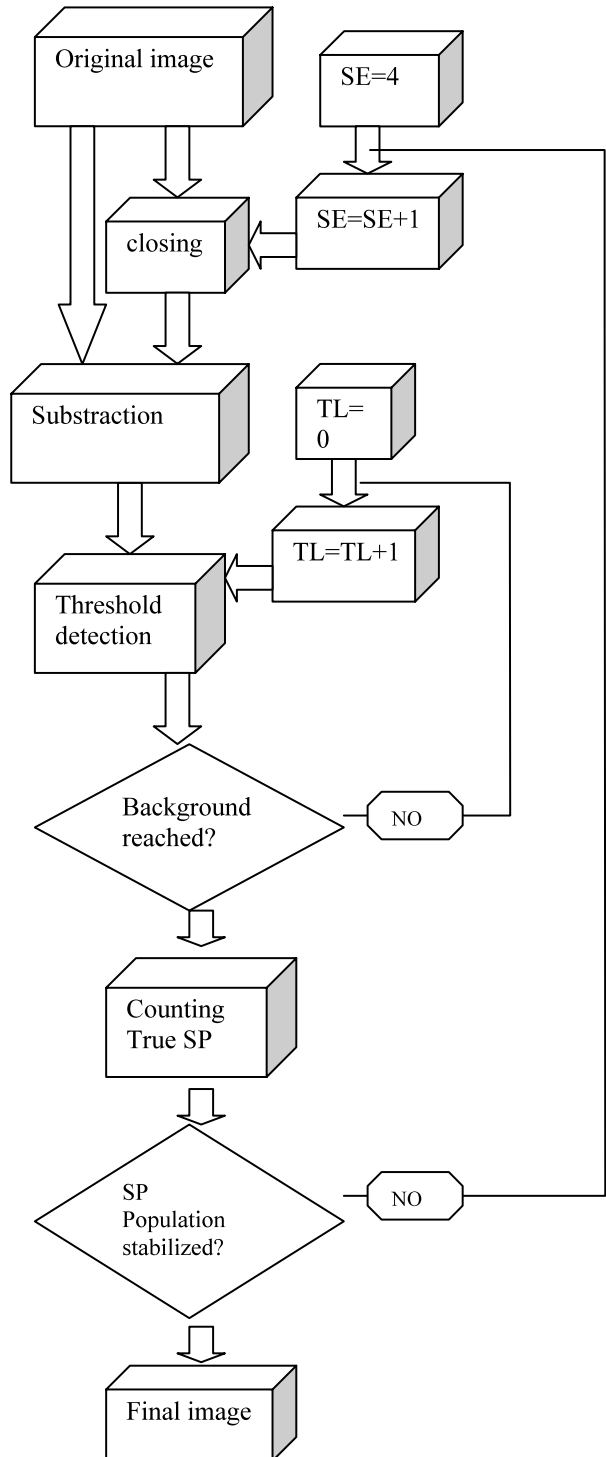 Original image
SE=4
closing
SE=SE+1
Substraction
TL=
0
TL=TL+1
Threshold
detection
Background
reached?
NO
Counting
True SP
SP
Population
stabilized?
NO
Final image